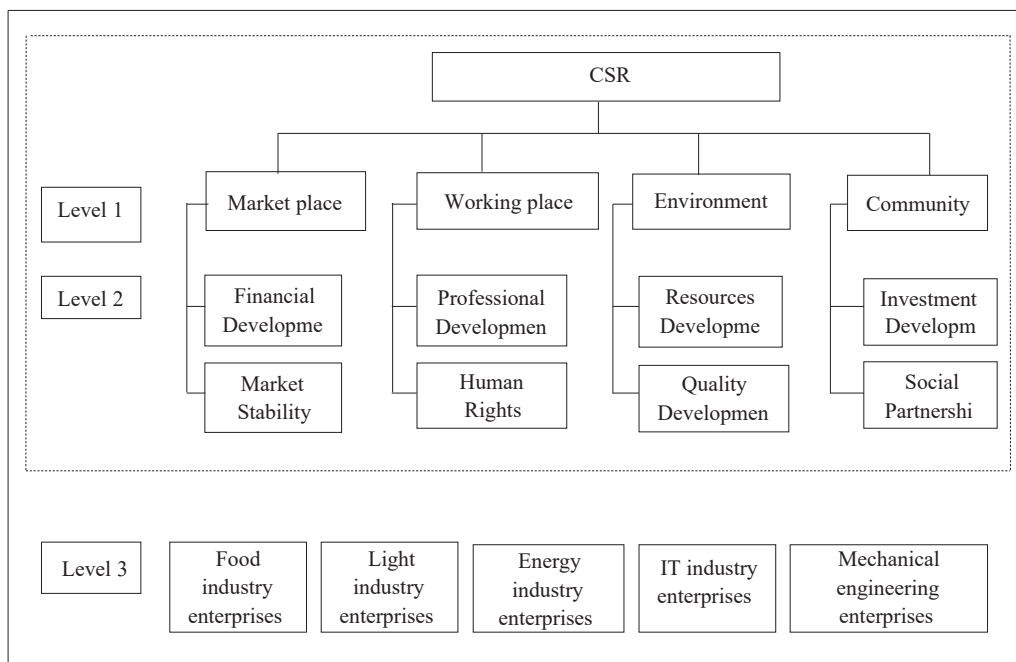 CSR
Level 1
Market place
Working place
Environment
Community
Level 2
Financial
Developme
Professional
Developmen
Resources
Developme
Investment
Developm
Market
Stability
Human
Rights
Quality
Developmen
Social
Partnershi
Level 3
Food
industry
enterprises
Light
industry
enterprises
Energy
industry
enterprises
IT industry
enterprises
Mechanical
engineering
enterprises